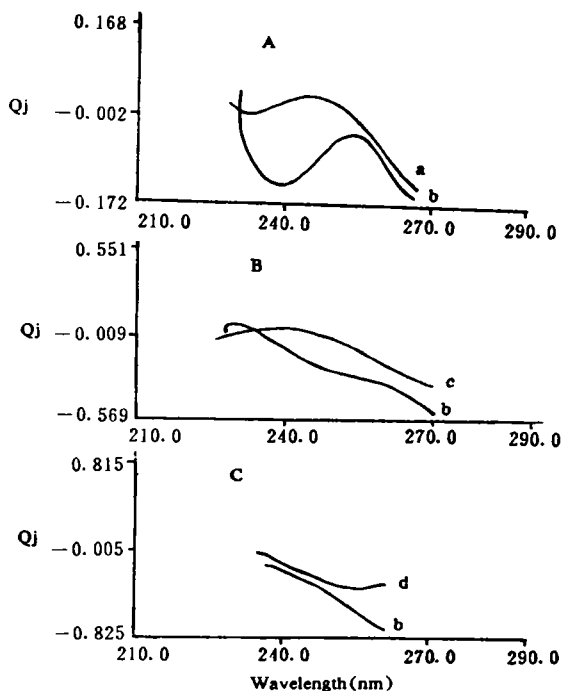 0.168
A
Qj
-0.002
a
b
-0.172
210.0 240.0 270.0 290.0
0.551
B
Qj
-0.009
c
b
-0.569
210.0 240.0 270.0 290.0
0.815
C
Qj
-0.005
d
b
-0.825
210.0 240.0 270.0 290.0
Wavelength(nm)